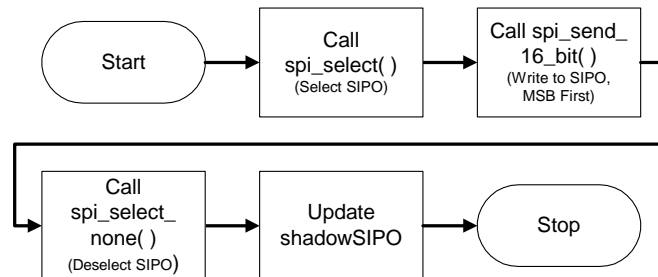 Start
Call
spi_select( )
(Select SIPO)
Call spi_send_
16_bit( )
(Write to SIPO,
MSB First)
Call
spi_select_
none( )
(Deselect SIPO)
Update
shadowSIPO
Stop